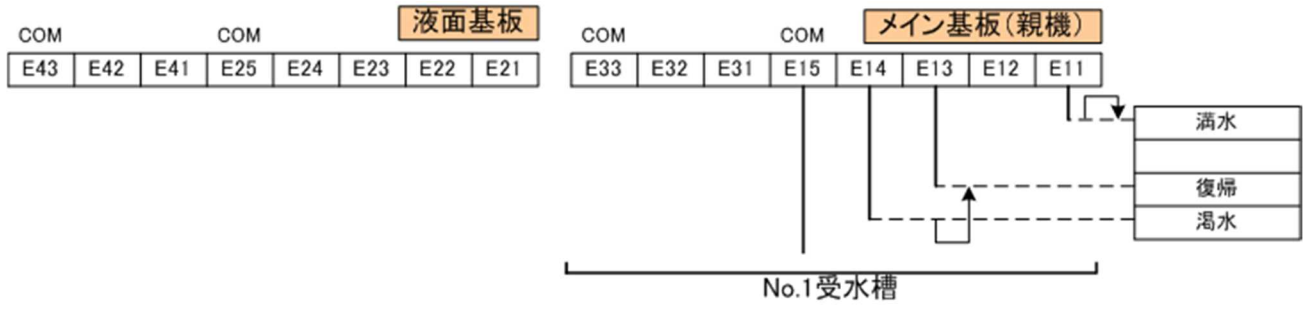 液面基板
メイン基板(親機)
COM COM COM COM
E43 E42 E41 E25 E24 E23 E22 E21 E33 E32 E31 E15 E14 E13 E12 E11
満水
復帰
渇水
No.1受水槽